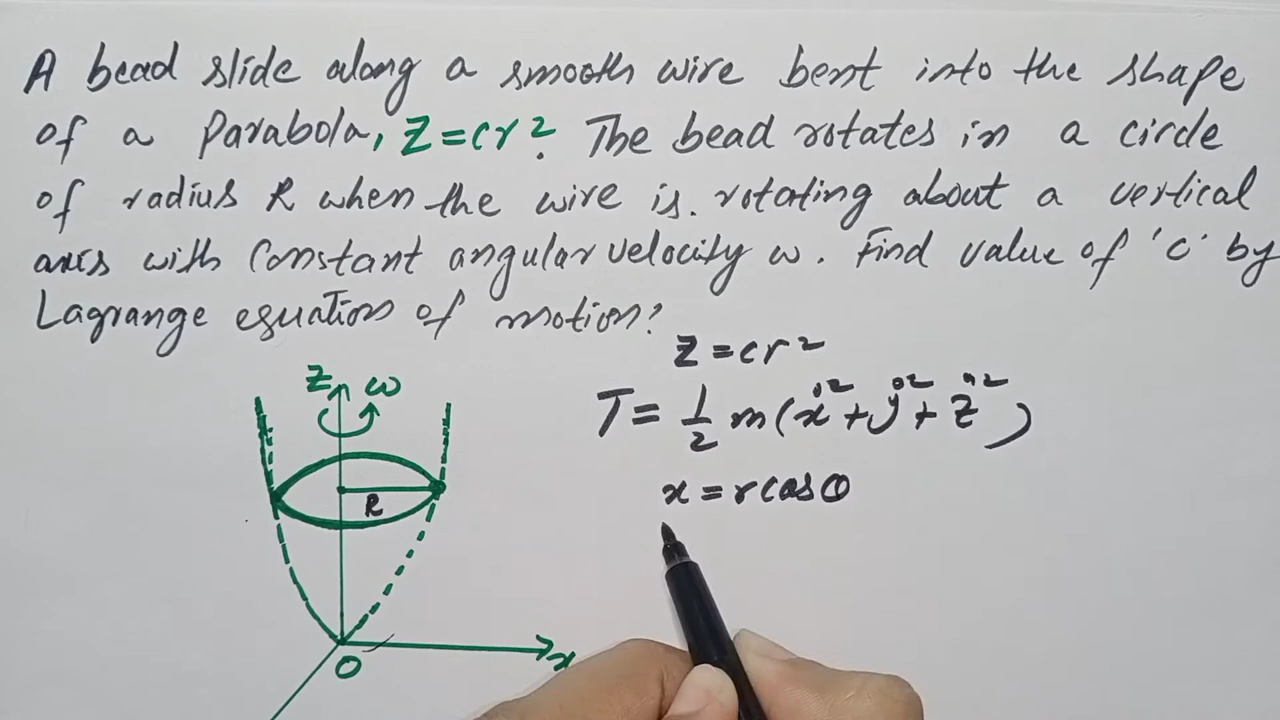 A bead slide along a smooth wire bent into the shape
of a Parabola, Z=cr². The bead rotates in a circle
of radius R when the wire is. rotating about a vertical
axis with Constant angular velocity ω. Find value of 'c' by
Lagrange equation of motion?
Z=cr²
T = 1/2 m(ẋ²+ẏ²+ż²)
x = r cos θ
Z ω
R
x
O